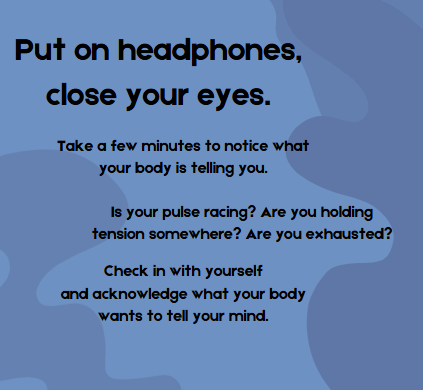 Put on headphones,
close your eyes.
Take a few minutes to notice what
your body is telling you.
Is your pulse racing? Are you holding
tension somewhere? Are you exhausted?
Check in with yourself
and acknowledge what your body
wants to tell your mind.